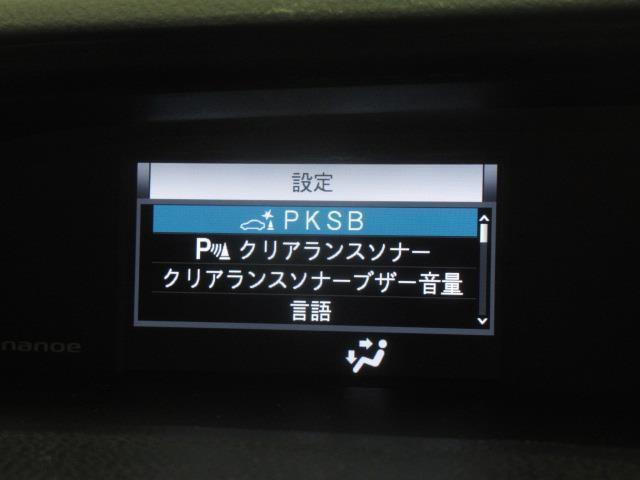 設定
PKSB
P クリアランスソナー
クリアランスソナーブザー音量
言語
nanoe